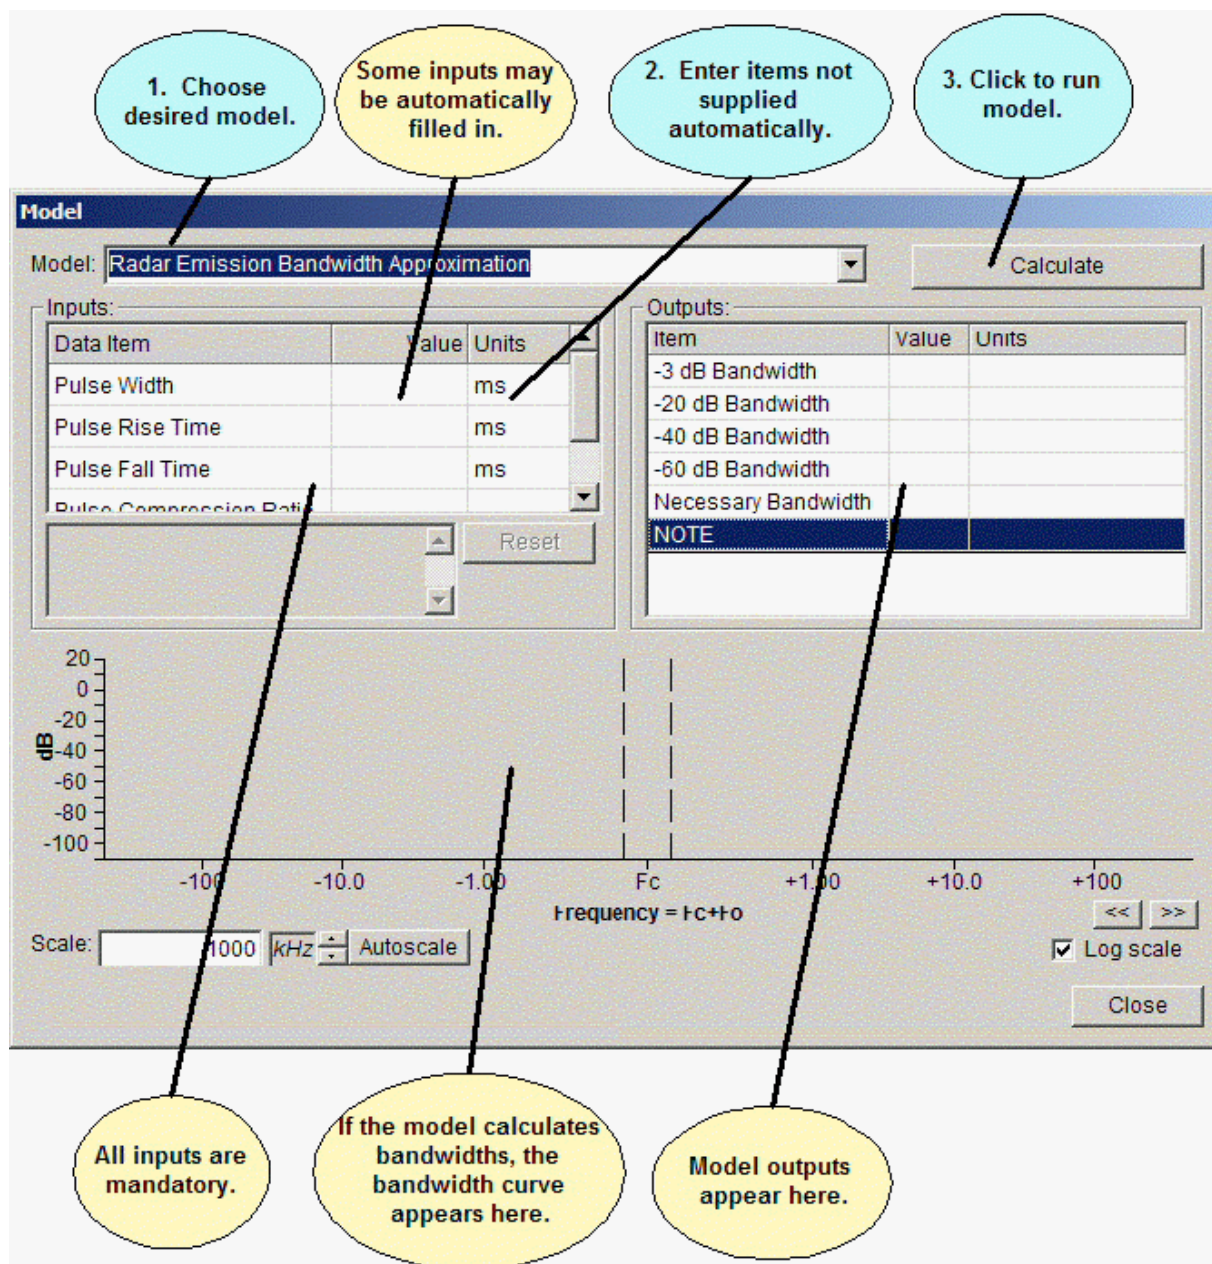 1. Choose
desired model.
Some inputs may
be automatically
filled in.
2. Enter items not
supplied
automatically.
3. Click to run
model.
Model
Model: Radar Emission Bandwidth Approximation
Calculate
Inputs:
Data Item Value Units
Pulse Width ms
Pulse Rise Time ms
Pulse Fall Time ms
Pulse Compression Ratio
Reset
Outputs:
Item Value Units
-3 dB Bandwidth
-20 dB Bandwidth
-40 dB Bandwidth
-60 dB Bandwidth
Necessary Bandwidth
NOTE
20
0
-20
-40
-60
-80
-100
dB
-100 -10.0 -1.00 Fc +1.00 +10.0 +100
Frequency = Fc+Fo
<< >>
Scale: 1000 kHz Autoscale
Log scale
Close
All inputs are
mandatory.
If the model calculates
bandwidths, the
bandwidth curve
appears here.
Model outputs
appear here.